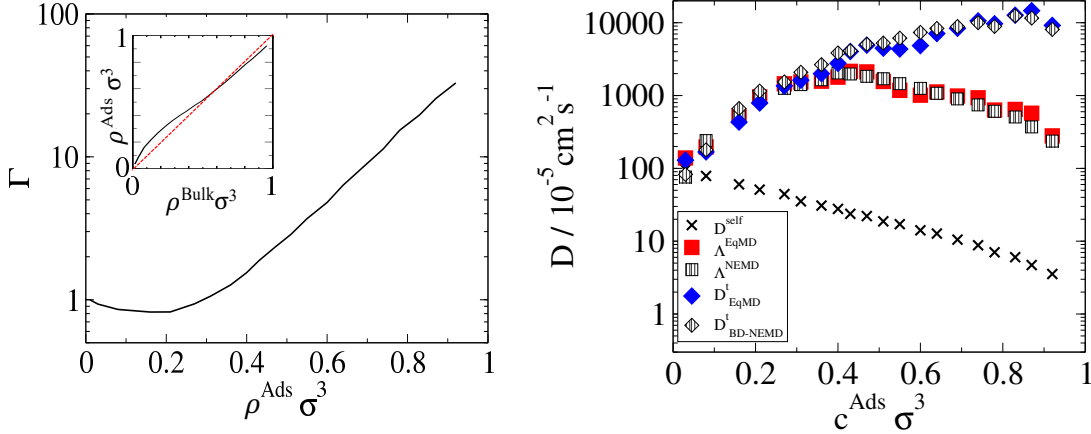 100
10
1
Γ
0
0.2
0.4
0.6
0.8
1
ρ^Ads σ^3
1
0
0
1
ρ^Ads σ^3
ρ^Bulk σ^3
10000
1000
100
10
1
D / 10^-5 cm^2 s^-1
D^self
Λ^EqMD
Λ^NEMD
D^t_EqMD
D^t_BD-NEMD
0
0.2
0.4
0.6
0.8
1
c^Ads σ^3